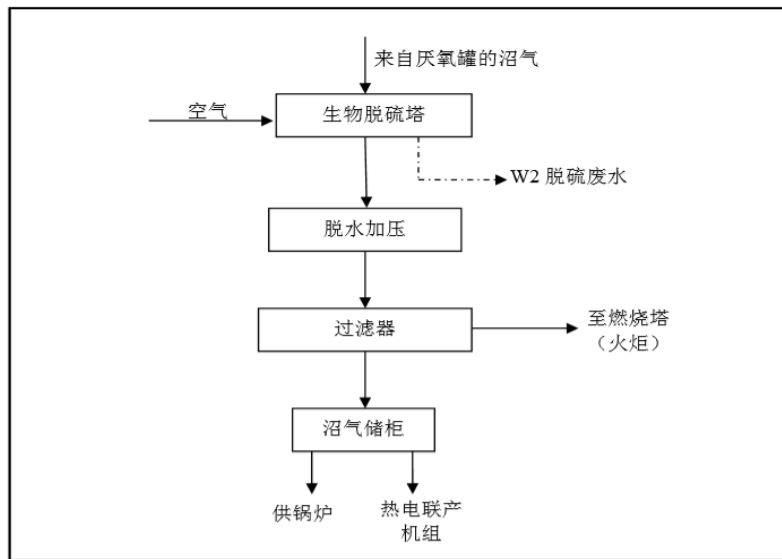 来自厌氧罐的沼气
空气
生物脱硫塔
W2 脱硫废水
脱水加压
过滤器
至燃烧塔
（火炬）
沼气储柜
供锅炉
热电联产
机组